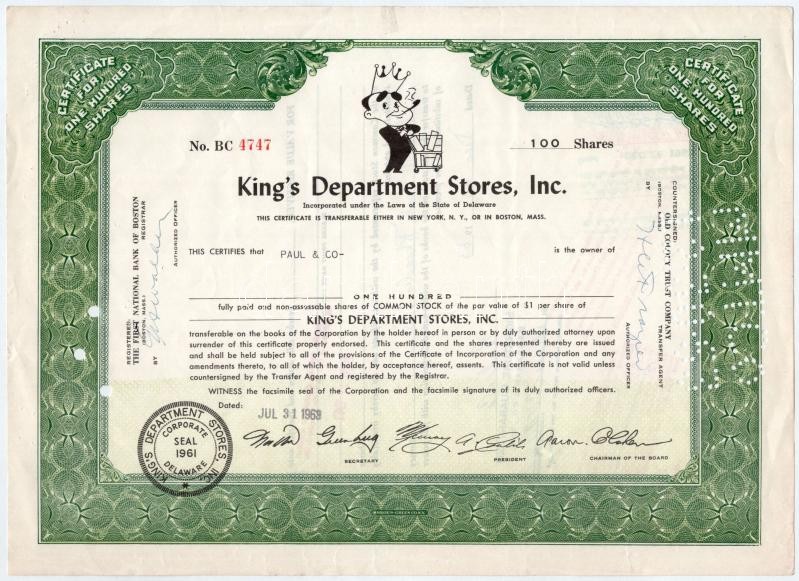 CERTIFICATE
FOR
ONE HUNDRED
SHARES
CERTIFICATE
FOR
ONE HUNDRED
SHARES
No. BC 4747
100 Shares
King's Department Stores, Inc.
Incorporated under the Laws of the State of Delaware
THIS CERTIFICATE IS TRANSFERABLE EITHER IN NEW YORK, N. Y., OR IN BOSTON, MASS.
THIS CERTIFIES that PAUL & CO- is the owner of
ONE HUNDRED
fully paid and non-assessable shares of COMMON STOCK of the par value of $1 per share of
KING'S DEPARTMENT STORES, INC.
transferable on the books of the Corporation by the holder hereof in person or by duly authorized attorney upon
surrender of this certificate properly endorsed. This certificate and the shares represented thereby are issued
and shall be held subject to all of the provisions of the Certificate of Incorporation of the Corporation and any
amendments thereto, to all of which the holder, by acceptance hereof, assents. This certificate is not valid unless
countersigned by the Transfer Agent and registered by the Registrar.
WITNESS the facsimile seal of the Corporation and the facsimile signature of its duly authorized officers.
Dated:
JUL 31 1963
SECRETARY
PRESIDENT
CHAIRMAN OF THE BOARD
KING'S DEPARTMENT STORES INC.
CORPORATE
SEAL
1961
DELAWARE
REGISTERED:
THE FIRST NATIONAL BANK OF BOSTON
(BOSTON, MASS.)
REGISTRAR
BY
AUTHORIZED OFFICER
COUNTERSIGNED:
OLD COLONY TRUST COMPANY
(BOSTON, MASS.)
TRANSFER AGENT
BY
AUTHORIZED OFFICER